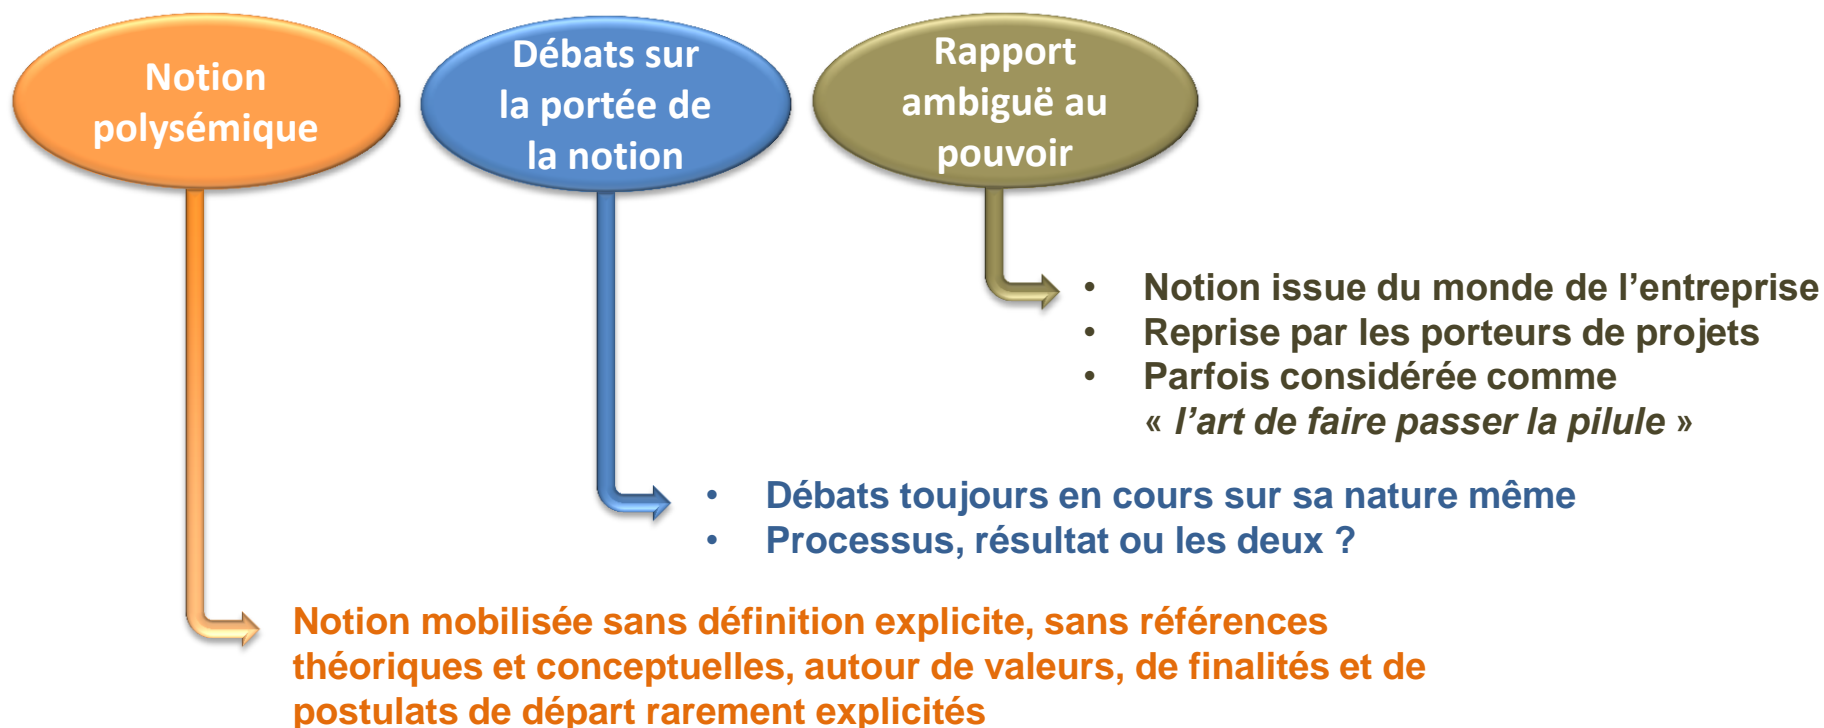 Notion
polysémique
Débats sur
la portée de
la notion
Rapport
ambiguë au
pouvoir
• Notion issue du monde de l’entreprise
• Reprise par les porteurs de projets
• Parfois considérée comme
« l’art de faire passer la pilule »
• Débats toujours en cours sur sa nature même
• Processus, résultat ou les deux ?
Notion mobilisée sans définition explicite, sans références
théoriques et conceptuelles, autour de valeurs, de finalités et de
postulats de départ rarement explicités